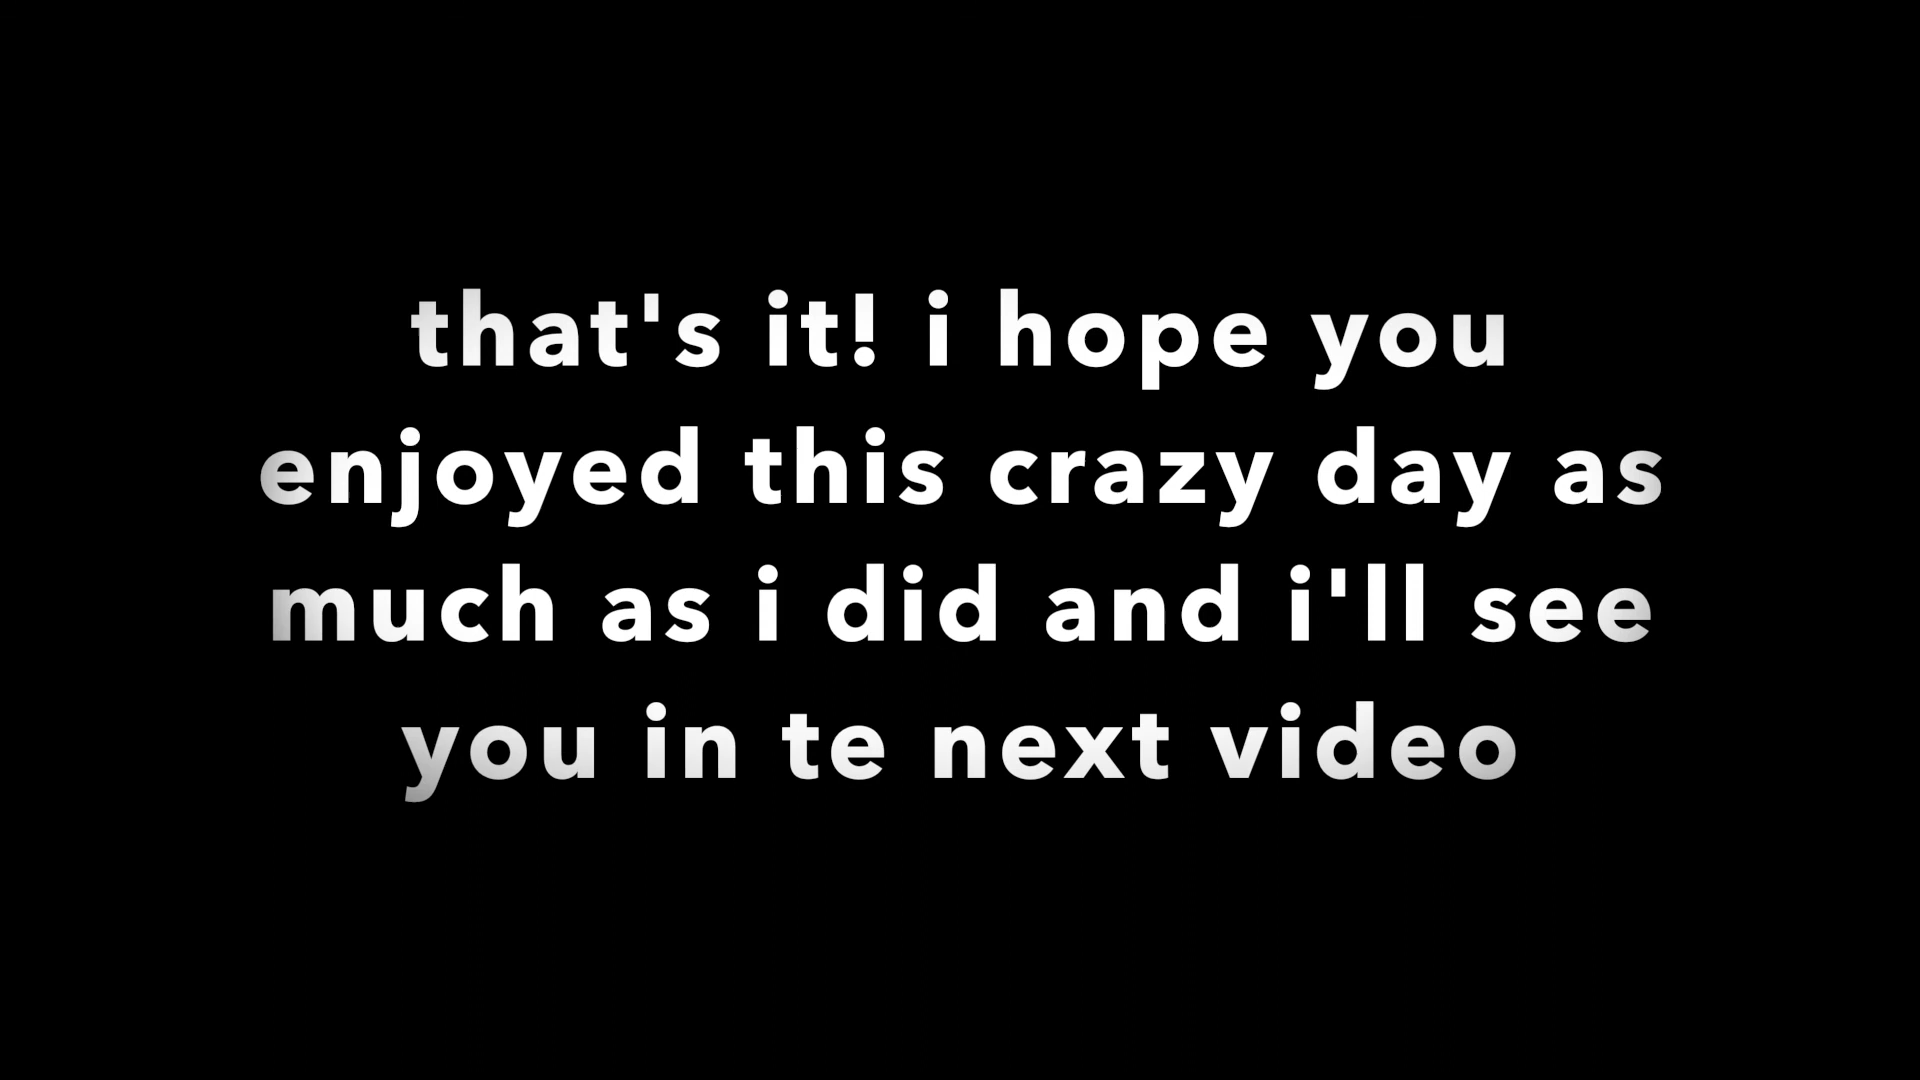 that's it! i hope you
enjoyed this crazy day as
much as i did and i'll see
you in te next video